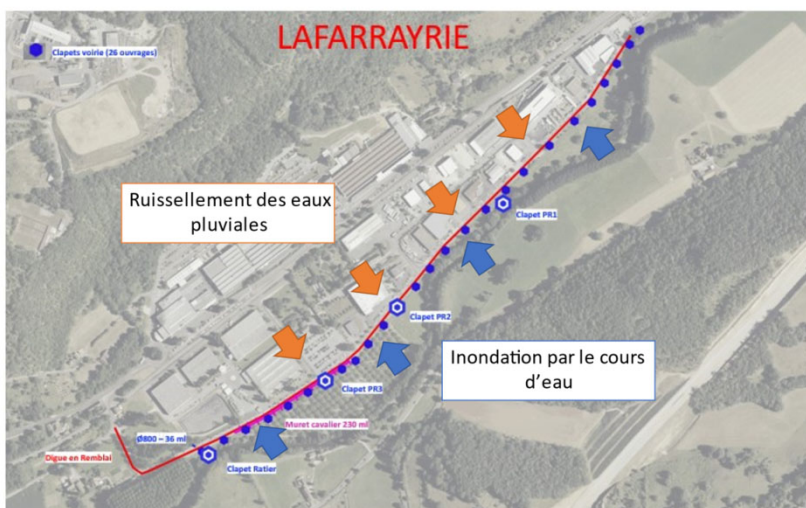 LAFARRAYRIE
Clapets voirie (26 ouvrages)
Ruissellement des eaux
pluviales
Clapet PR1
Clapet PR2
Inondation par le cours
d'eau
Clapet PR3
Muret cavalier 230 ml
Ø800 – 36 ml
Digue en Remblai
Clapet Ratier